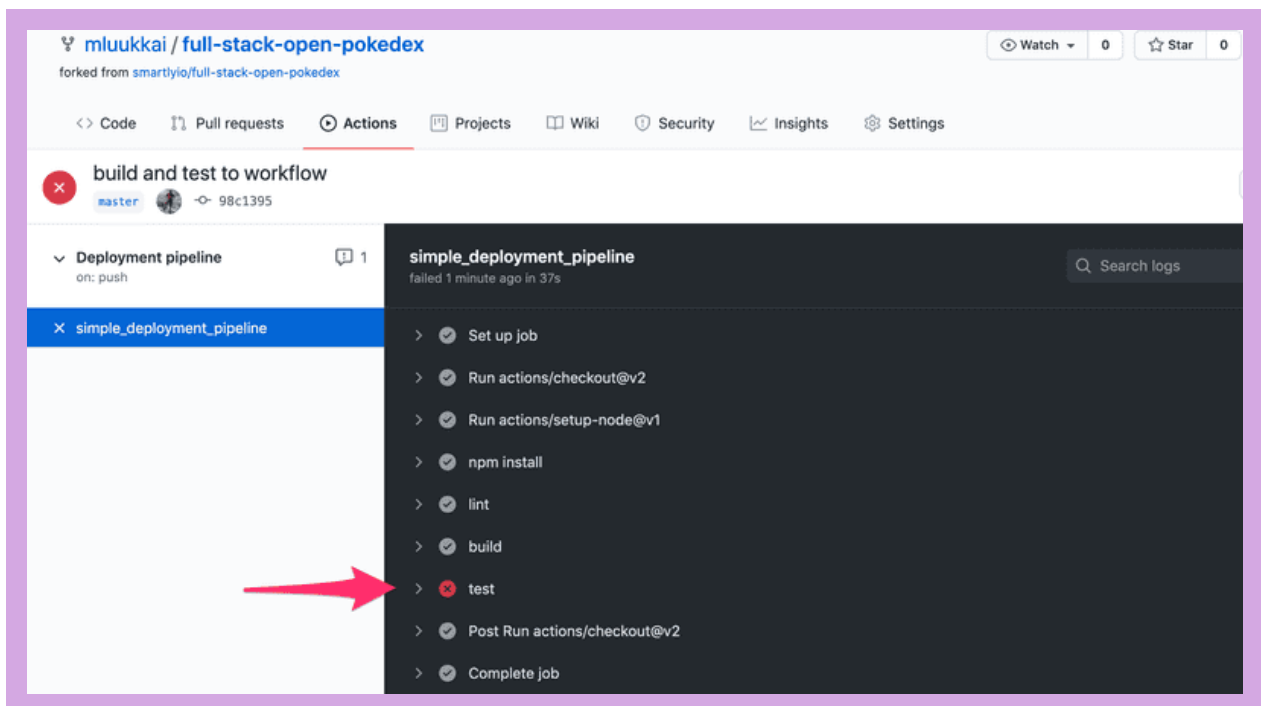 mluukkai / full-stack-open-pokedex
Watch 0 Star 0
forked from smartlyio/full-stack-open-pokedex
<> Code Pull requests Actions Projects Wiki Security Insights Settings
build and test to workflow
master 98c1395
Deployment pipeline 1
on: push
simple_deployment_pipeline
simple_deployment_pipeline
failed 1 minute ago in 37s
Search logs
Set up job
Run actions/checkout@v2
Run actions/setup-node@v1
npm install
lint
build
test
Post Run actions/checkout@v2
Complete job